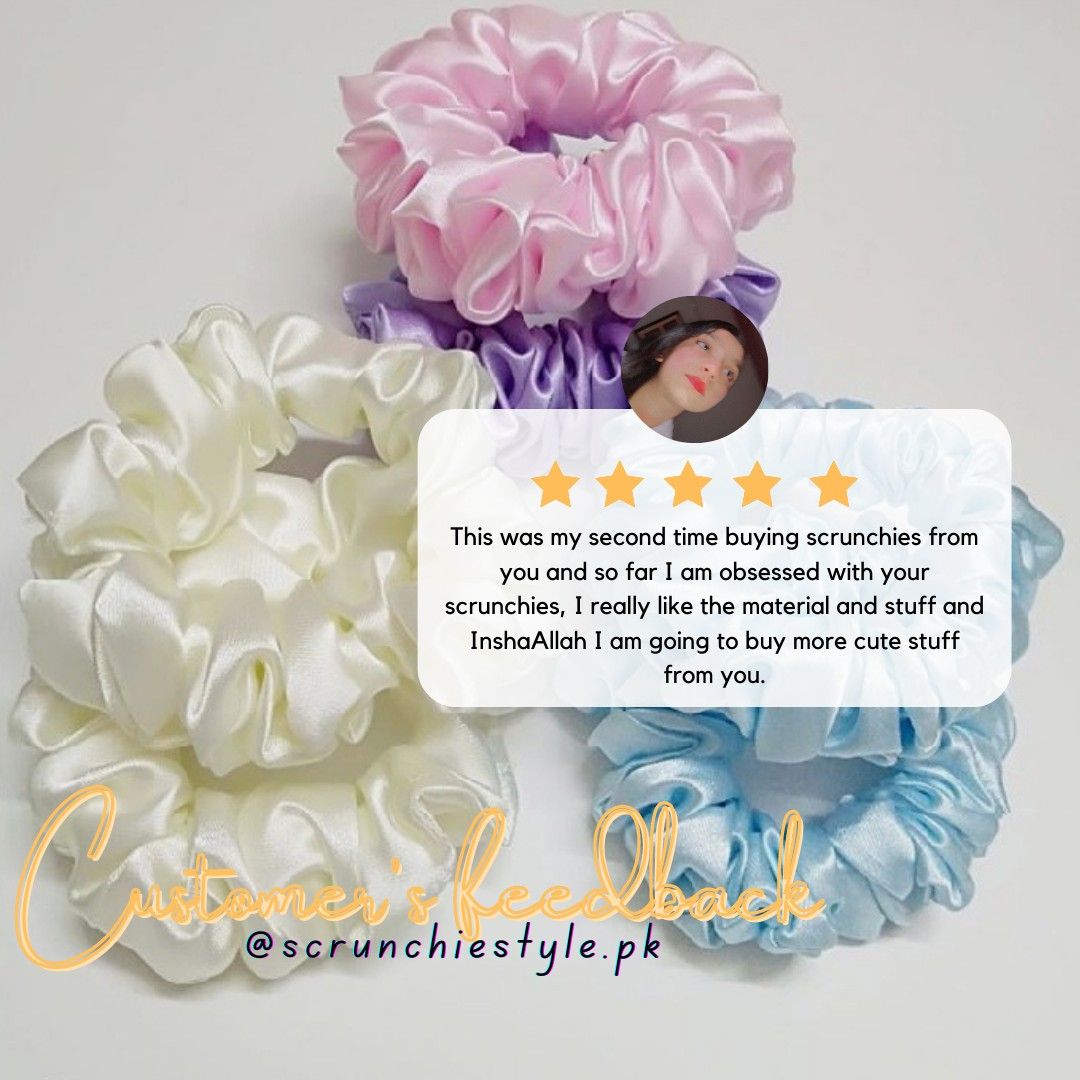 This was my second time buying scrunchies from
you and so far I am obsessed with your
scrunchies, I really like the material and stuff and
InshaAllah I am going to buy more cute stuff
from you.
Customer's feedback
@scrunchiestyle.pk